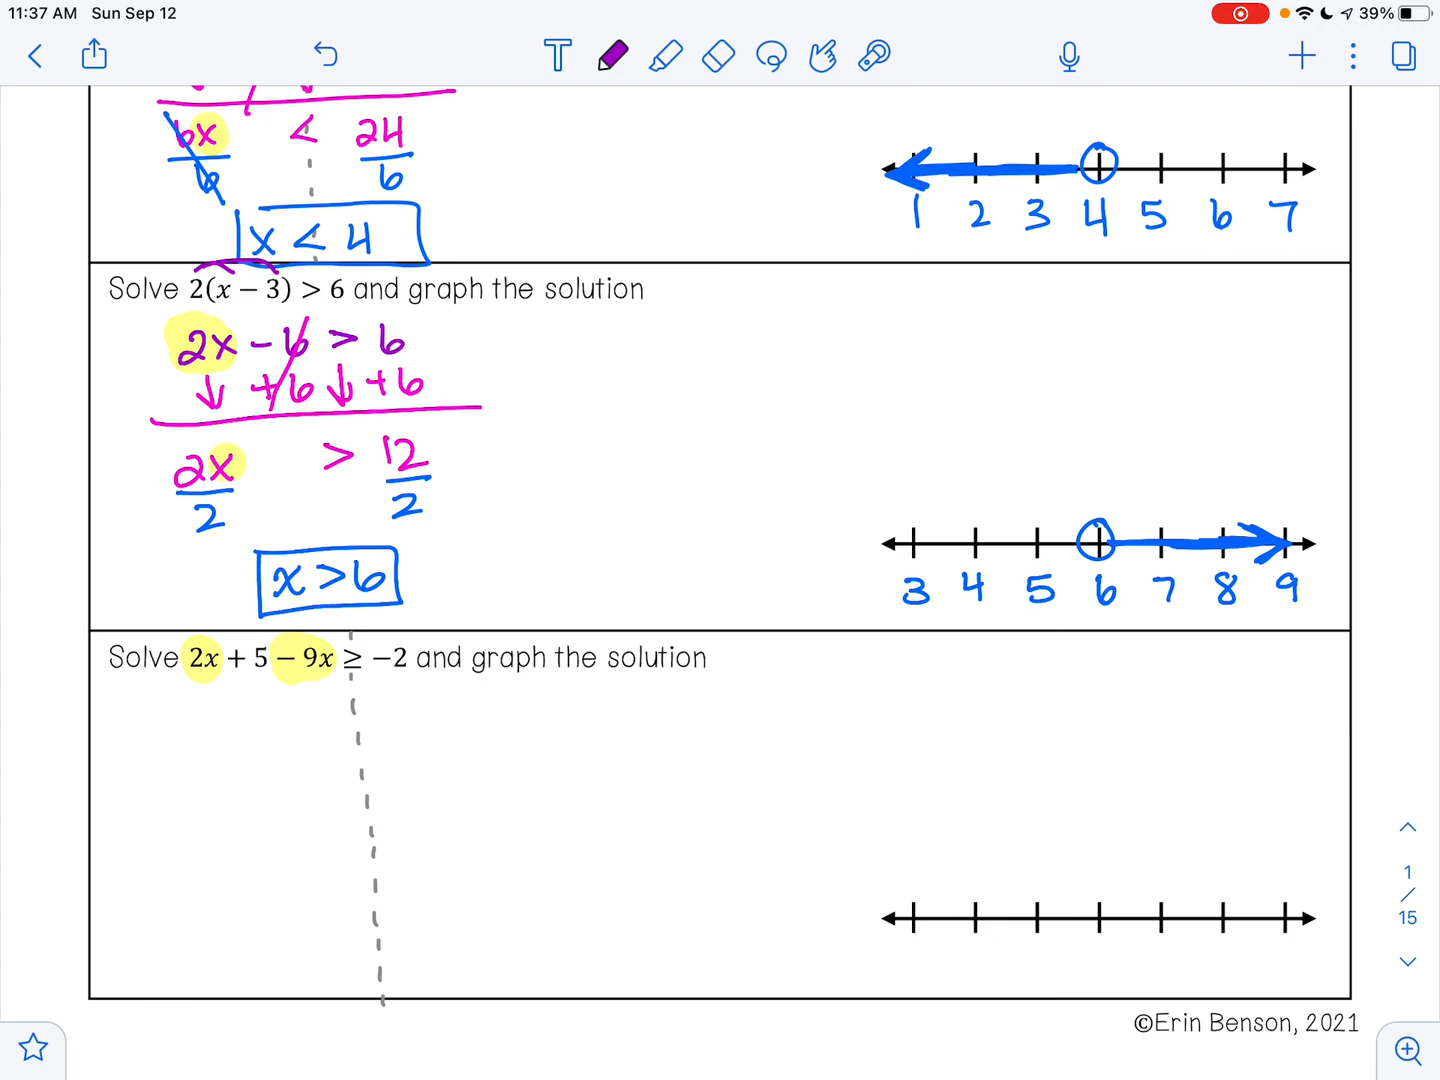 11:37 AM Sun Sep 12
39%
T
6x < 24
6 6
x < 4
1 2 3 4 5 6 7
Solve 2(x − 3) > 6 and graph the solution
2x − 6 > 6
↓ +6 ↓ +6
2x > 12
2 2
x > 6
3 4 5 6 7 8 9
Solve 2x + 5 − 9x ≥ −2 and graph the solution
1
/
15
©Erin Benson, 2021